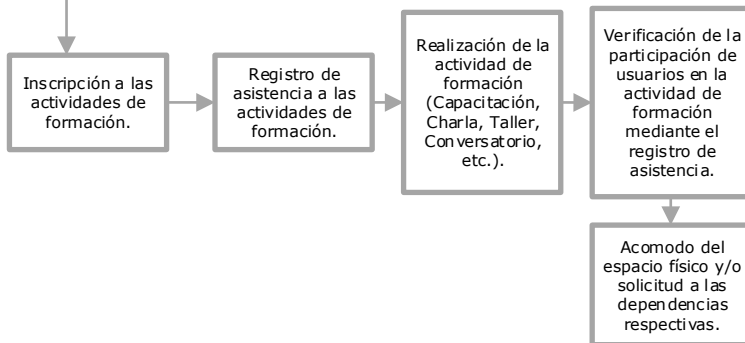 Inscripción a las
actividades de
formación.
Registro de
asistencia a las
actividades de
formación.
Realización de la
actividad de
formación
(Capacitación,
Charla, Taller,
Conversatorio,
etc.).
Verificación de la
participación de
usuarios en la
actividad de
formación
mediante el
registro de
asistencia.
Acomodo del
espacio físico y/o
solicitud a las
dependencias
respectivas.